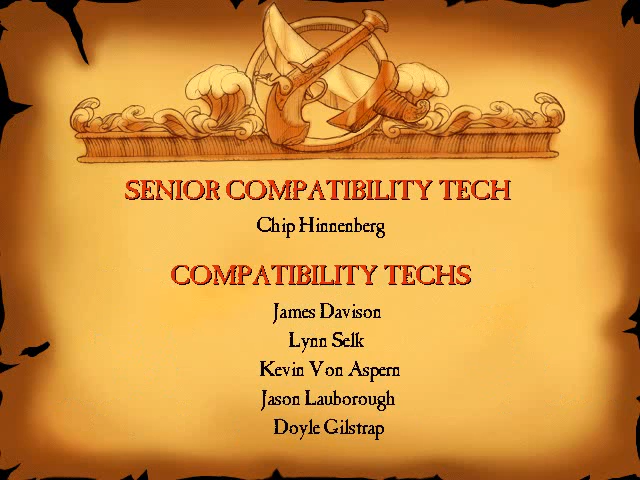 SENIOR COMPATIBILITY TECH
Chip Hinnenberg
COMPATIBILITY TECHS
James Davison
Lynn Selk
Kevin Von Aspern
Jason Lauborough
Doyle Gilstrap